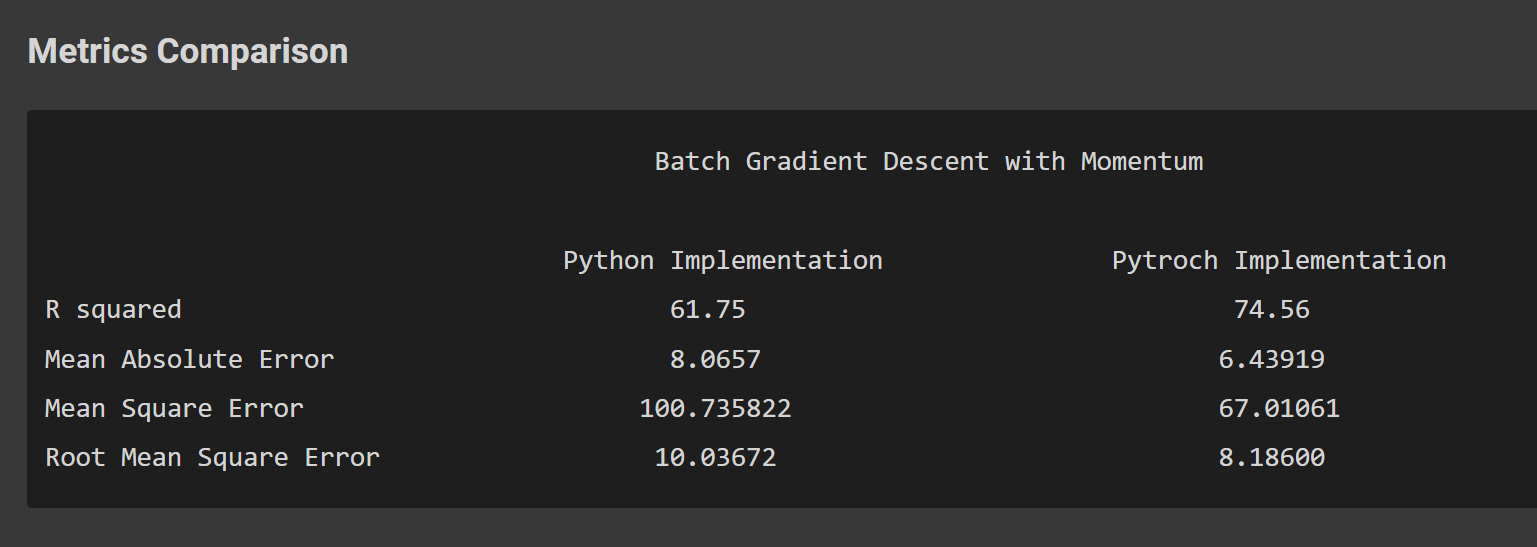 Metrics Comparison
Batch Gradient Descent with Momentum
Python Implementation Pytroch Implementation
R squared 61.75 74.56
Mean Absolute Error 8.0657 6.43919
Mean Square Error 100.735822 67.01061
Root Mean Square Error 10.03672 8.18600